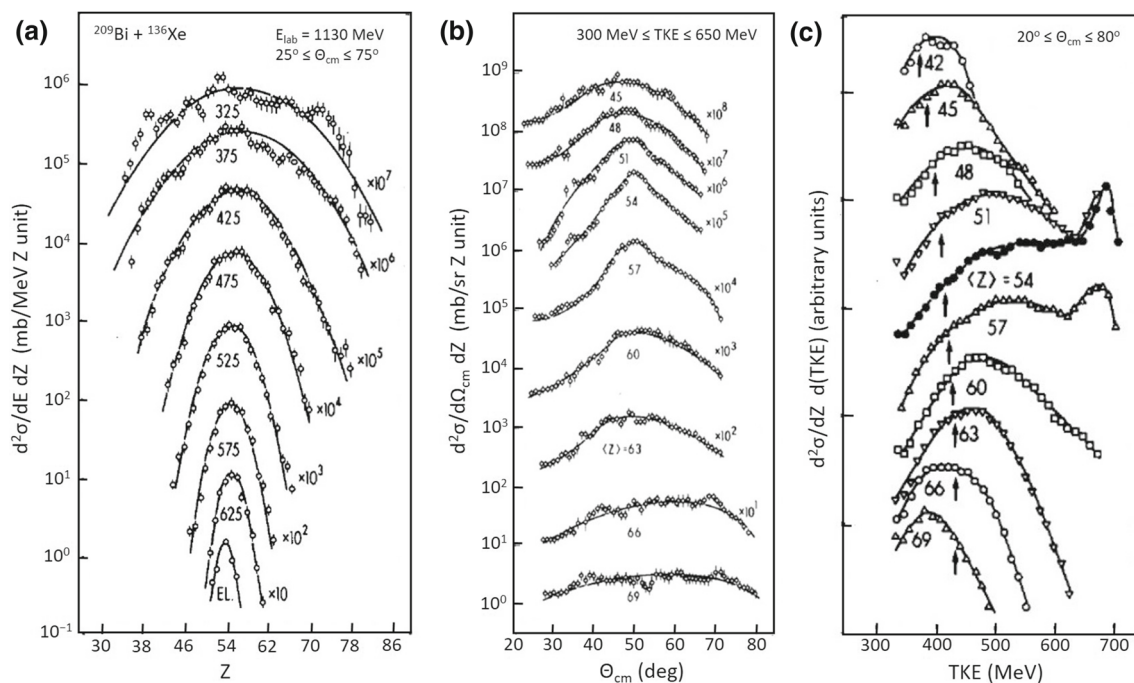 (a)
²⁰⁹Bi + ¹³⁶Xe
E_lab = 1130 MeV
25° ≤ Θ_cm ≤ 75°
d²σ/dE dZ (mb/MeV Z unit)
10⁶
10⁵
10⁴
10³
10²
10¹
10⁰
10⁻¹
325
375
425
475
525
575
625
EL.
×10⁷
×10⁶
×10⁵
×10⁴
×10³
×10²
×10
30 38 46 54 62 70 78 86
Z
(b)
300 MeV ≤ TKE ≤ 650 MeV
d²σ/dΩ_cm dZ (mb/sr Z unit)
10⁹
10⁸
10⁷
10⁶
10⁵
10⁴
10³
10²
10¹
10⁰
45
48
51
54
57
60
⟨Z⟩=63
66
69
×10⁸
×10⁷
×10⁶
×10⁵
×10⁴
×10³
×10²
×10¹
20 30 40 50 60 70 80
Θ_cm (deg)
(c)
20° ≤ Θ_cm ≤ 80°
d²σ/dZ d(TKE) (arbitrary units)
42
45
48
51
⟨Z⟩ = 54
57
60
63
66
69
300 400 500 600 700
TKE (MeV)